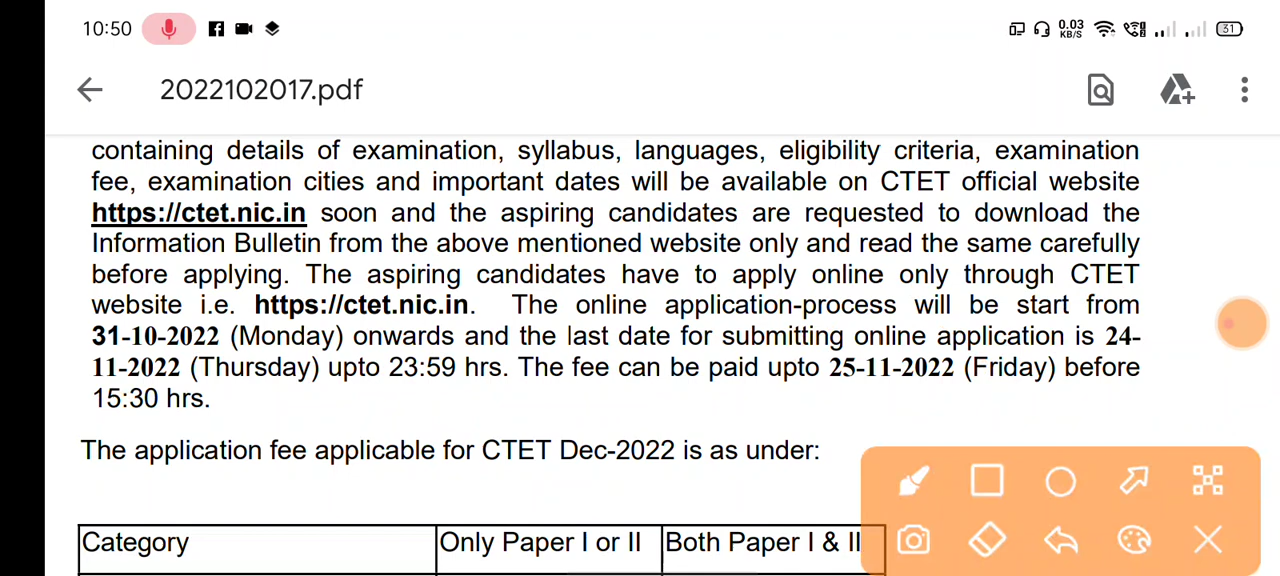 10:50 0.03 KB/S 31
2022102017.pdf
containing details of examination, syllabus, languages, eligibility criteria, examination
fee, examination cities and important dates will be available on CTET official website
https://ctet.nic.in soon and the aspiring candidates are requested to download the
Information Bulletin from the above mentioned website only and read the same carefully
before applying. The aspiring candidates have to apply online only through CTET
website i.e. https://ctet.nic.in. The online application-process will be start from
31-10-2022 (Monday) onwards and the last date for submitting online application is 24-
11-2022 (Thursday) upto 23:59 hrs. The fee can be paid upto 25-11-2022 (Friday) before
15:30 hrs.
The application fee applicable for CTET Dec-2022 is as under:
Category Only Paper I or II Both Paper I & II